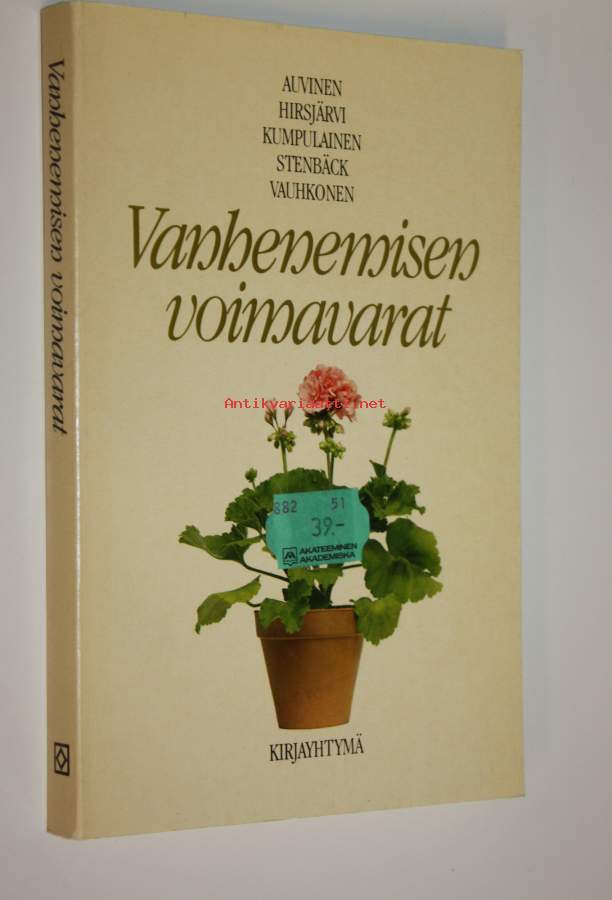 Vanhenemisen voimavarat
AUVINEN
HIRSJÄRVI
KUMPULAINEN
STENBÄCK
VAUHKONEN
Vanhenemisen
voimavarat
Antikvariaatti.net
882 51
39.-
AKATEEMINEN
AKADEMISKA
KIRJAYHTYMÄ